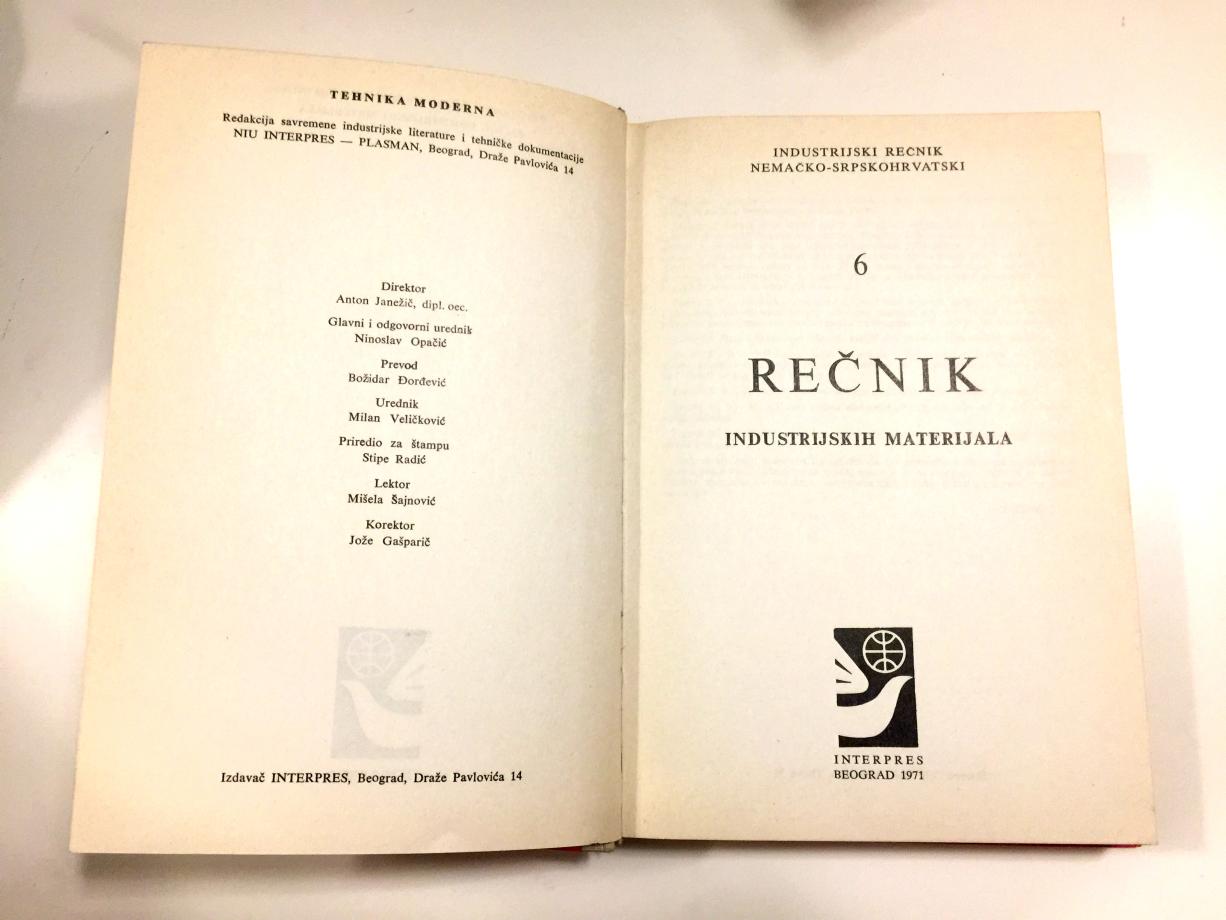 TEHNIKA MODERNA
Redakcija savremene industrijske literature i tehničke dokumentacije
NIU INTERPRES — PLASMAN, Beograd, Draže Pavlovića 14
Direktor
Anton Janežič, dipl. oec.
Glavni i odgovorni urednik
Ninoslav Opačić
Prevod
Božidar Đorđević
Urednik
Milan Veličković
Priredio za štampu
Stipe Radić
Lektor
Mišela Šajnović
Korektor
Jože Gašparič
Izdavač INTERPRES, Beograd, Draže Pavlovića 14
INDUSTRIJSKI REČNIK
NEMAČKO-SRPSKOHRVATSKI
6
REČNIK
INDUSTRIJSKIH MATERIJALA
INTERPRES
BEOGRAD 1971